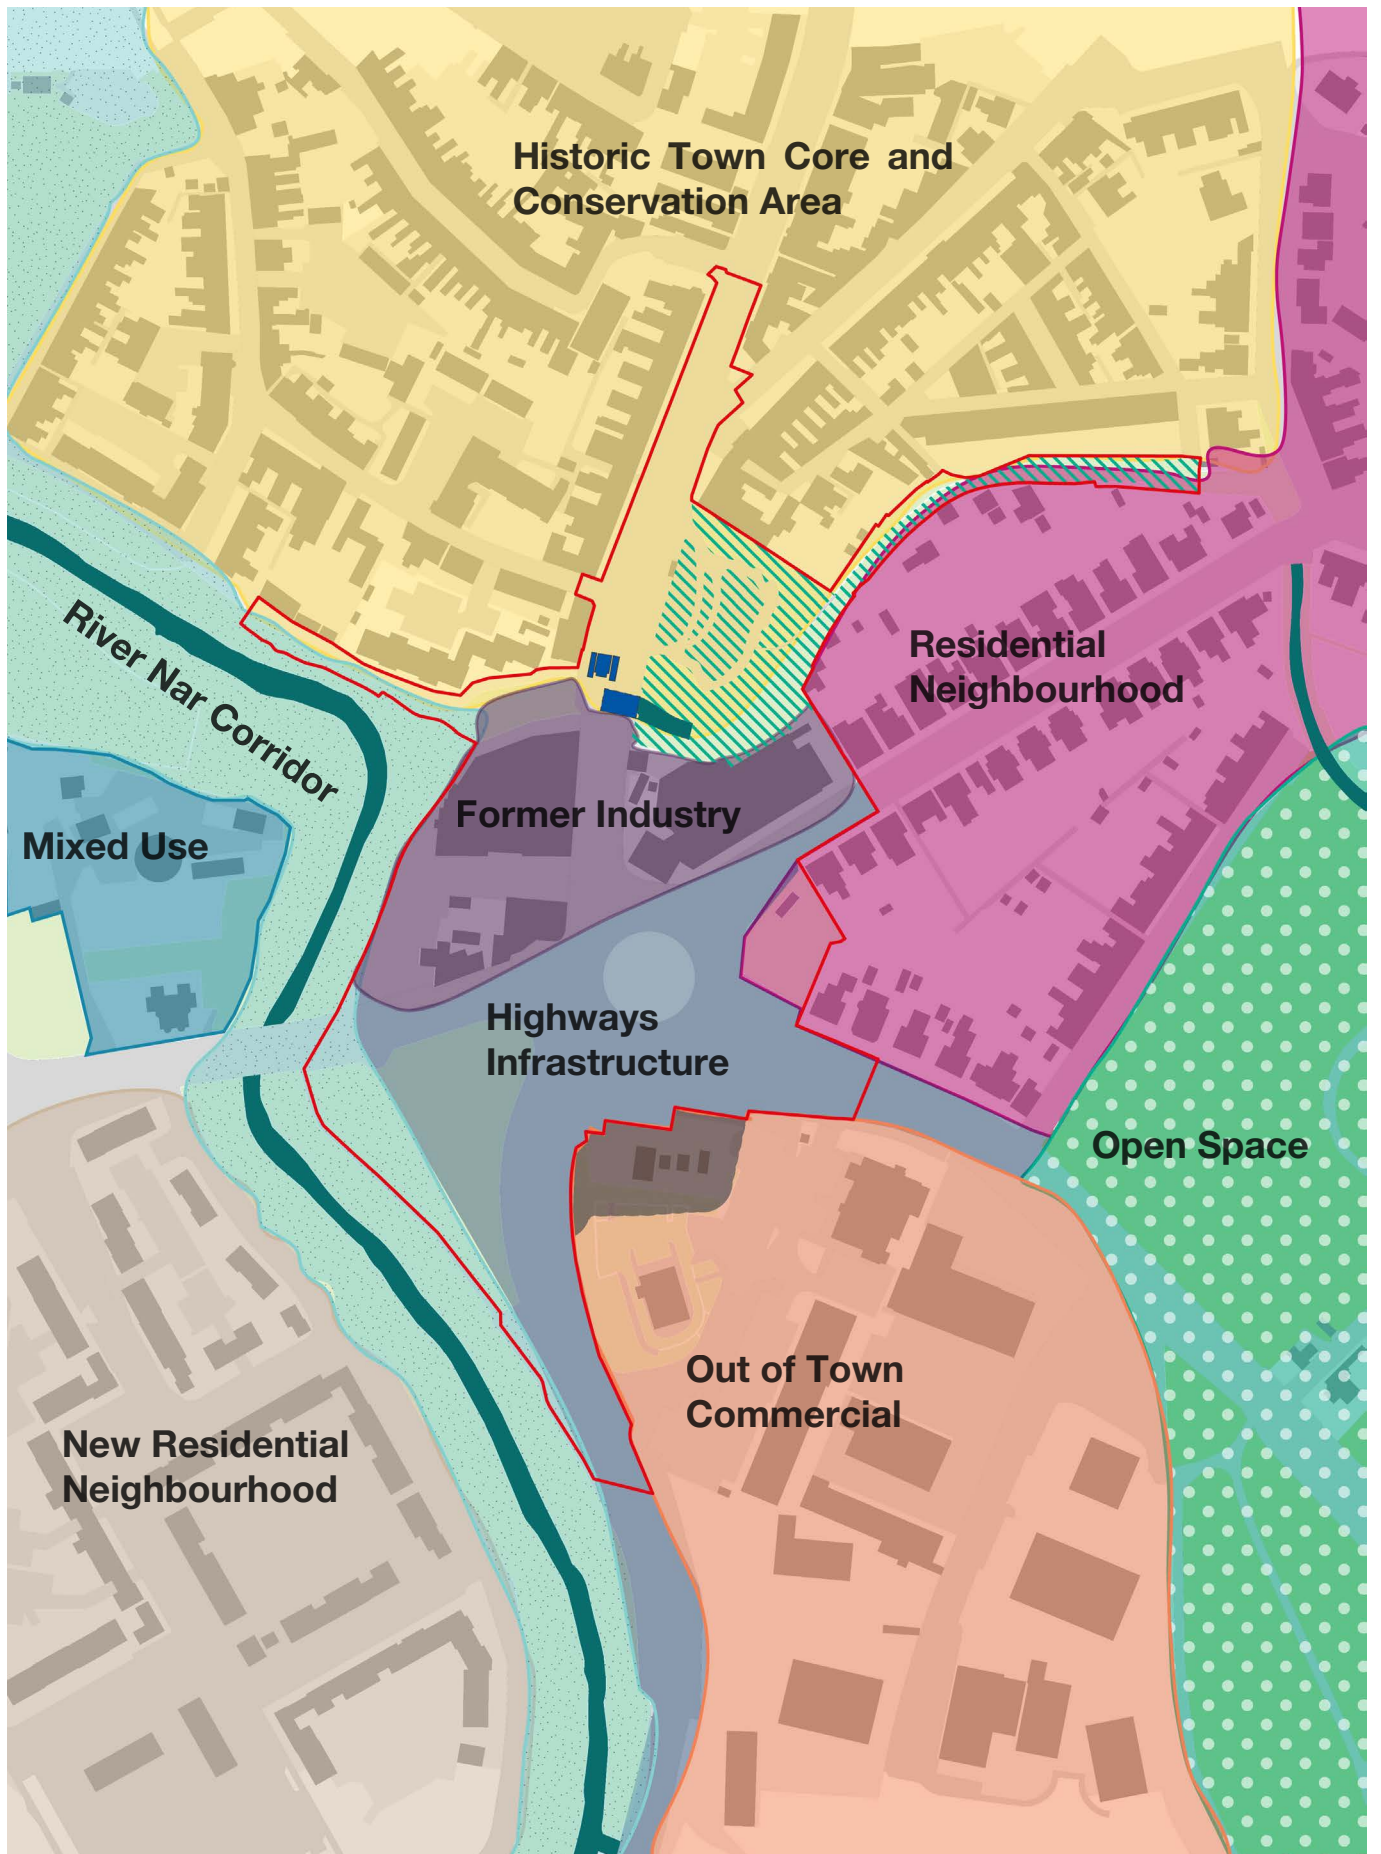 Historic Town Core and
Conservation Area
River Nar Corridor
Residential
Neighbourhood
Former Industry
Mixed Use
Highways
Infrastructure
Open Space
Out of Town
Commercial
New Residential
Neighbourhood